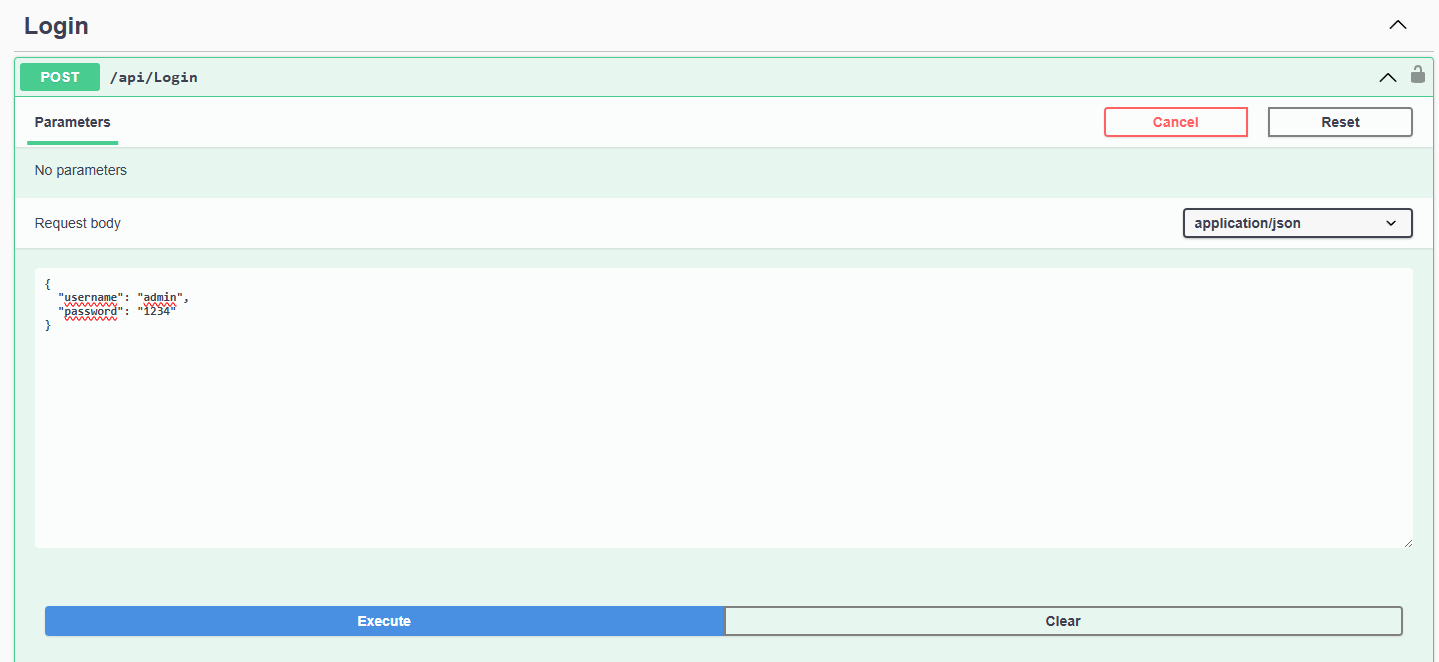 Login
POST /api/Login
Parameters
Cancel
Reset
No parameters
Request body
application/json
{
  "username": "admin",
  "password": "1234"
}
Execute
Clear